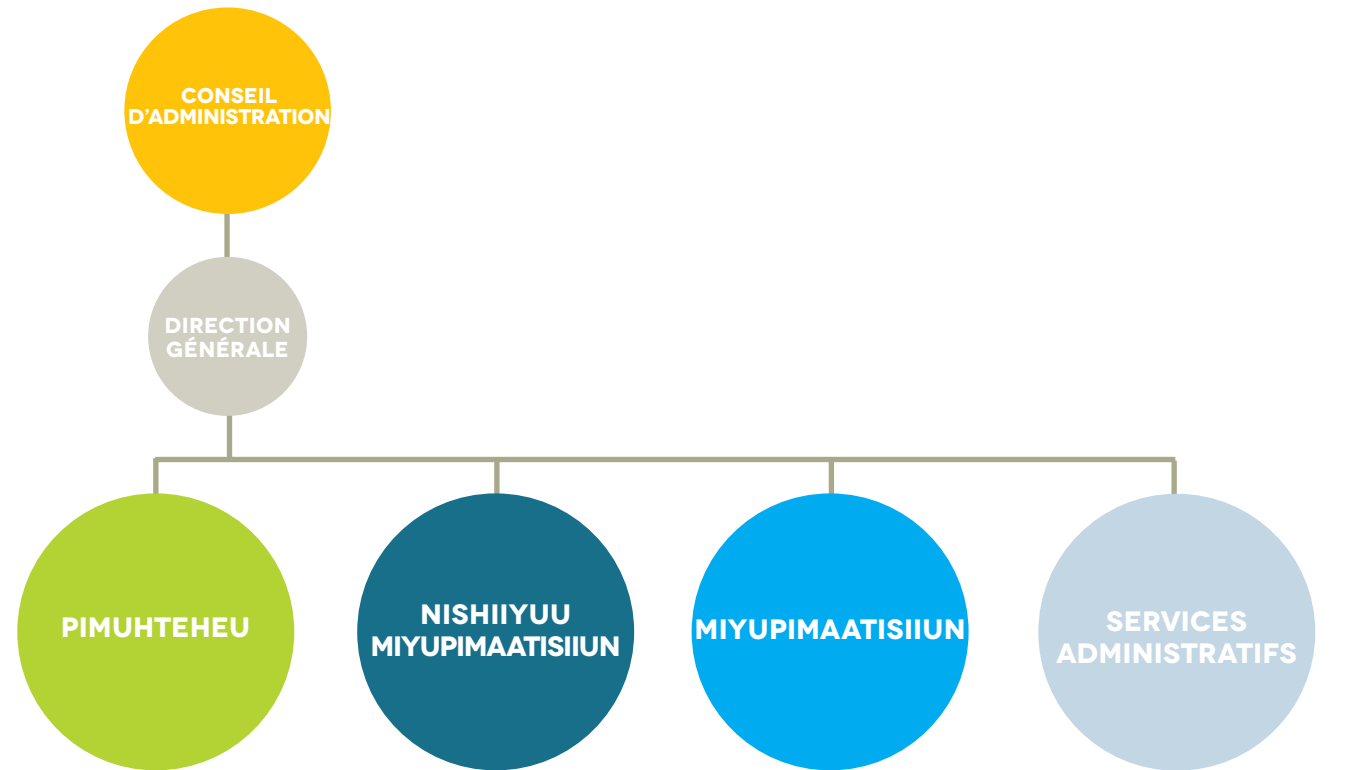 CONSEIL
D'ADMINISTRATION
DIRECTION
GÉNÉRALE
PIMUHTEHEU
NISHIIYUU
MIYUPIMAATISIIUN
MIYUPIMAATISIIUN
SERVICES
ADMINISTRATIFS